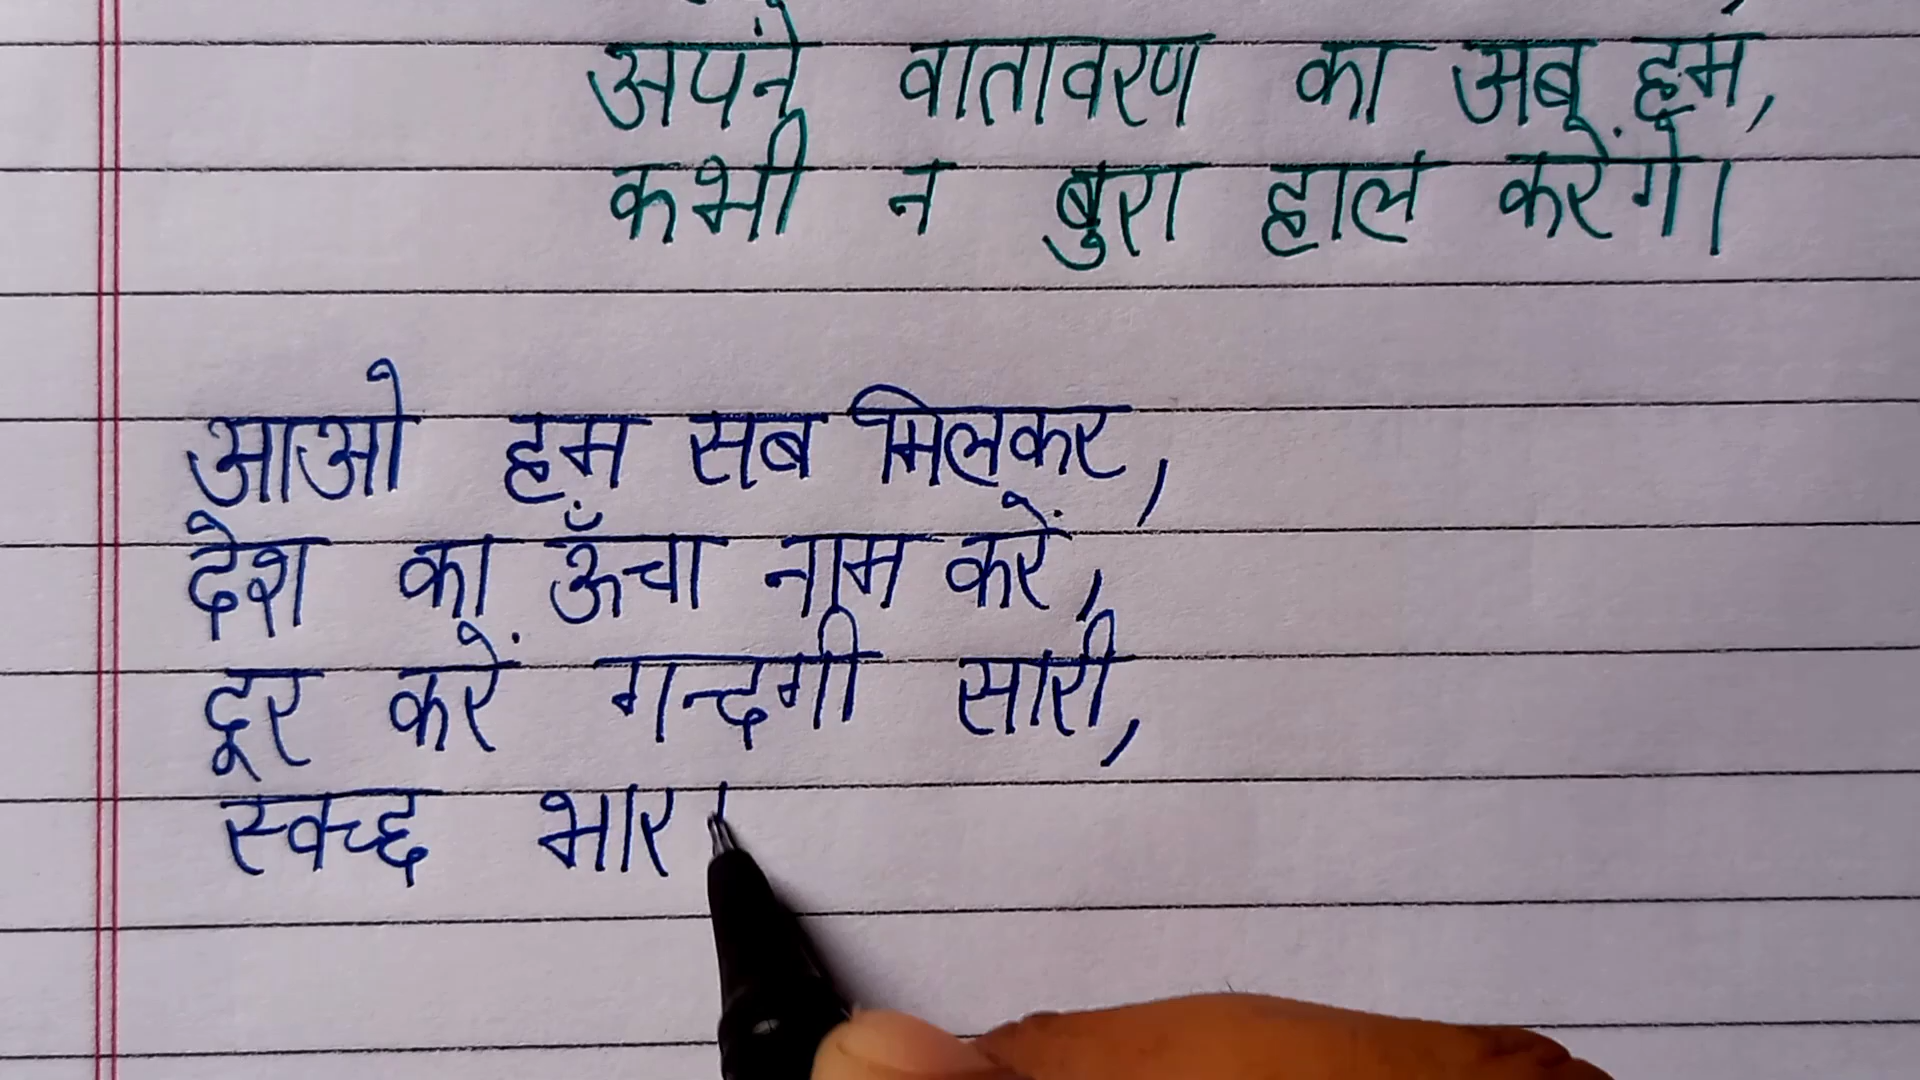 अपने वातावरण का अब हम,
कभी न बुरा हाल करेंगे।
आओ हम सब मिलकर,
देश का ऊँचा नाम करें,
दूर करें गन्दगी सारी,
स्वच्छ भार